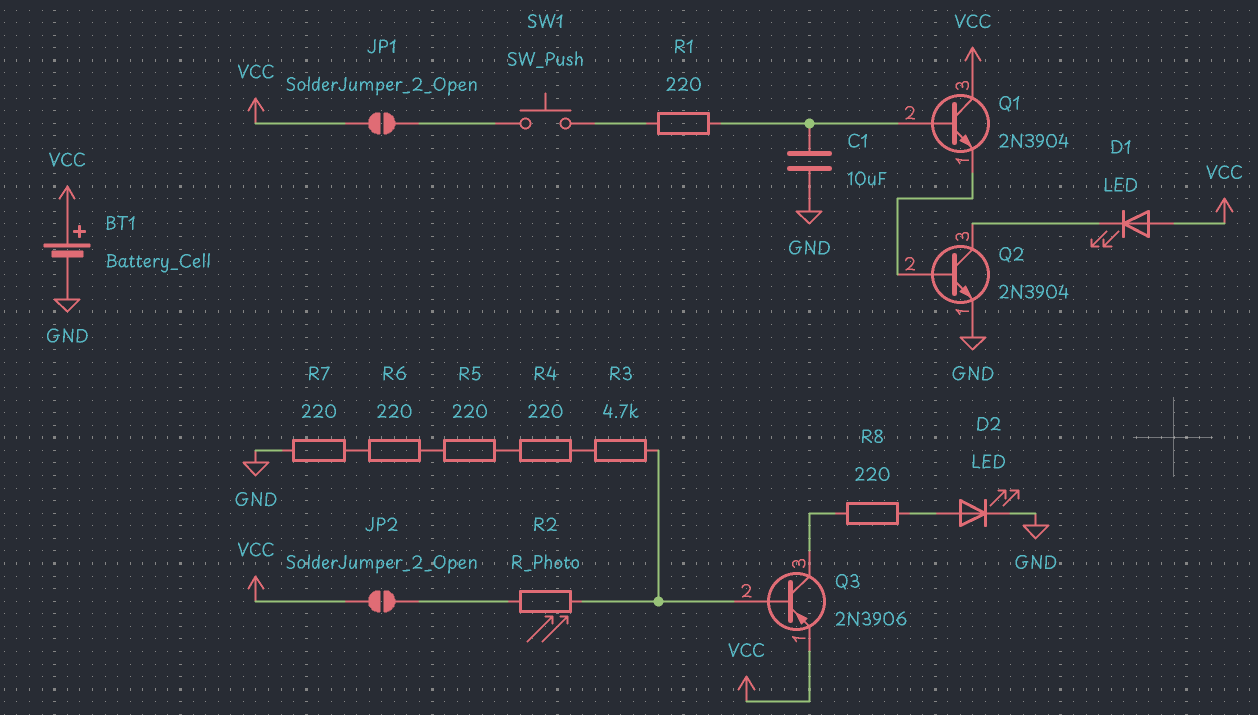 SW1
VCC
JP1
R1
SW_Push
VCC
SolderJumper_2_Open
220
3
Q1
2
C1
2N3904
D1
VCC
1
10uF
VCC
LED
BT1
GND
3
Q2
Battery_Cell
2
2N3904
1
GND
GND
R7
R6
R5
R4
R3
220
220
220
220
4.7k
D2
R8
LED
220
GND
JP2
R2
VCC
SolderJumper_2_Open
R_Photo
3
GND
Q3
2
2N3906
1
VCC